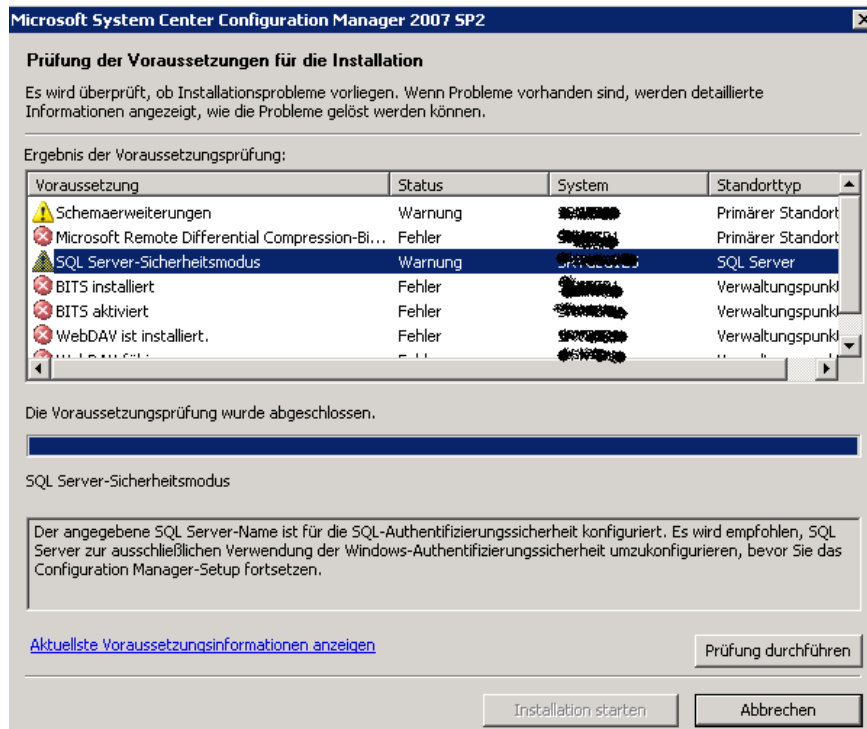 Microsoft System Center Configuration Manager 2007 SP2
Prüfung der Voraussetzungen für die Installation
Es wird überprüft, ob Installationsprobleme vorliegen. Wenn Probleme vorhanden sind, werden detaillierte
Informationen angezeigt, wie die Probleme gelöst werden können.
Ergebnis der Voraussetzungsprüfung:
Voraussetzung Status System Standorttyp
Schemaerweiterungen Warnung Primärer Standort
Microsoft Remote Differential Compression-Bi... Fehler Primärer Standort
SQL Server-Sicherheitsmodus Warnung SQL Server
BITS installiert Fehler Verwaltungspunkt
BITS aktiviert Fehler Verwaltungspunkt
WebDAV ist installiert. Fehler Verwaltungspunkt
Die Voraussetzungsprüfung wurde abgeschlossen.
SQL Server-Sicherheitsmodus
Der angegebene SQL Server-Name ist für die SQL-Authentifizierungssicherheit konfiguriert. Es wird empfohlen, SQL
Server zur ausschließlichen Verwendung der Windows-Authentifizierungssicherheit umzukonfigurieren, bevor Sie das
Configuration Manager-Setup fortsetzen.
Aktuellste Voraussetzungsinformationen anzeigen
Prüfung durchführen
Installation starten
Abbrechen